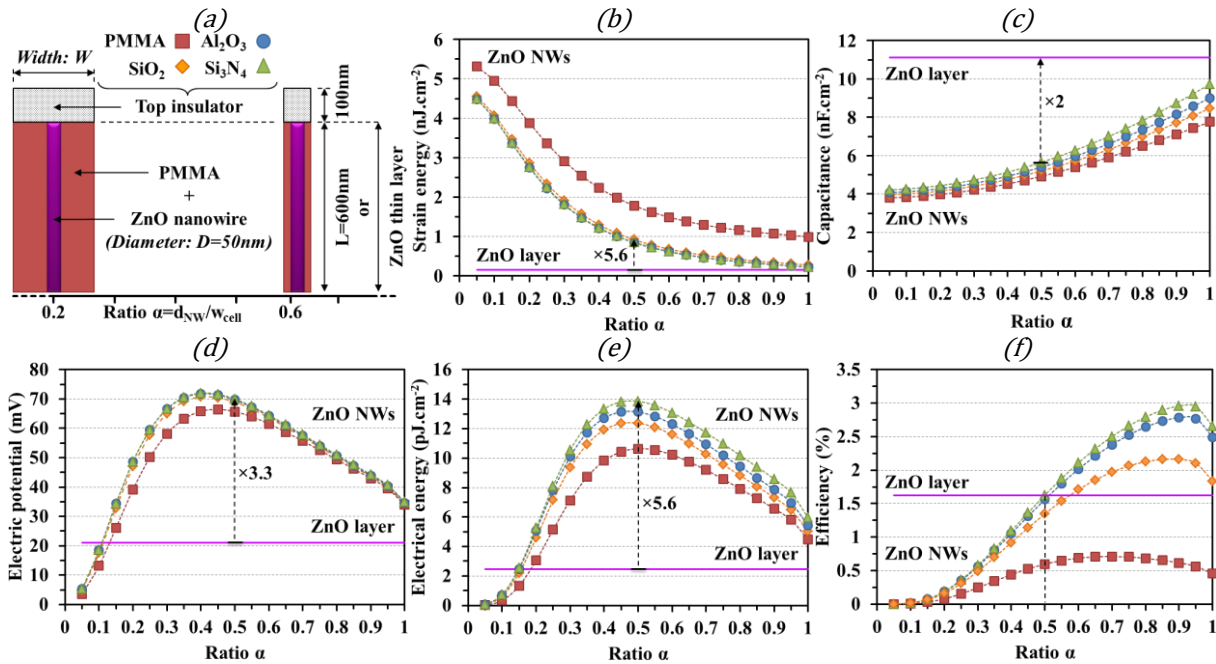 (a)
PMMA Al₂O₃
SiO₂ Si₃N₄
Width: W
Top insulator
100nm
PMMA
+
ZnO nanowire
(Diameter: D=50nm)
L=600nm
or
ZnO thin layer
0.2 Ratio α=d_NW/w_cell 0.6
(b)
Strain energy (nJ.cm⁻²)
6
5
4
3
2
1
0
ZnO NWs
ZnO layer
×5.6
0 0.1 0.2 0.3 0.4 0.5 0.6 0.7 0.8 0.9 1
Ratio α
(c)
Capacitance (nF.cm⁻²)
12
10
8
6
4
2
0
ZnO layer
×2
ZnO NWs
0 0.1 0.2 0.3 0.4 0.5 0.6 0.7 0.8 0.9 1
Ratio α
(d)
Electric potential (mV)
80
70
60
50
40
30
20
10
0
ZnO NWs
×3.3
ZnO layer
0 0.1 0.2 0.3 0.4 0.5 0.6 0.7 0.8 0.9 1
Ratio α
(e)
Electrical energy (pJ.cm⁻²)
16
14
12
10
8
6
4
2
0
ZnO NWs
×5.6
ZnO layer
0 0.1 0.2 0.3 0.4 0.5 0.6 0.7 0.8 0.9 1
Ratio α
(f)
Efficiency (%)
3.5
3
2.5
2
1.5
1
0.5
0
ZnO layer
ZnO NWs
0 0.1 0.2 0.3 0.4 0.5 0.6 0.7 0.8 0.9 1
Ratio α